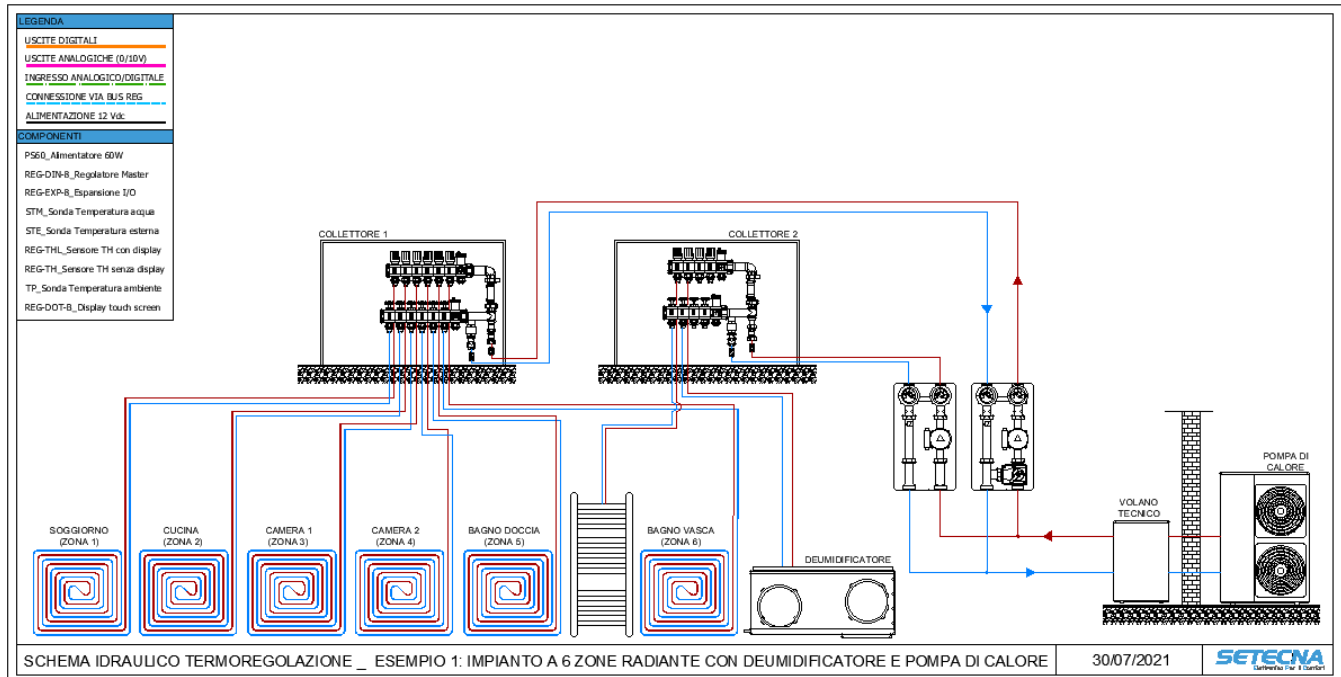 LEGENDA
USCITE DIGITALI
USCITE ANALOGICHE (0/10V)
INGRESSO ANALOGICO/DIGITALE
CONNESSIONE VIA BUS REG
ALIMENTAZIONE 12 Vdc
COMPONENTI
PS60_Alimentatore 60W
REG-DIN-8_Regolatore Master
REG-EXP-8_Espansione I/O
STM_Sonda Temperatura acqua
STE_Sonda Temperatura esterna
REG-THL_Sensore TH con display
REG-TH_Sensore TH senza display
TP_Sonda Temperatura ambiente
REG-DOT-8_Display touch screen
COLLETTORE 1
COLLETTORE 2
POMPA DI
CALORE
VOLANO
TECNICO
SOGGIORNO
(ZONA 1)
CUCINA
(ZONA 2)
CAMERA 1
(ZONA 3)
CAMERA 2
(ZONA 4)
BAGNO DOCCIA
(ZONA 5)
BAGNO VASCA
(ZONA 6)
DEUMIDIFICATORE
SCHEMA IDRAULICO TERMOREGOLAZIONE _ ESEMPIO 1: IMPIANTO A 6 ZONE RADIANTE CON DEUMIDIFICATORE E POMPA DI CALORE
30/07/2021
SETECNA
Elettronica Per il Comfort